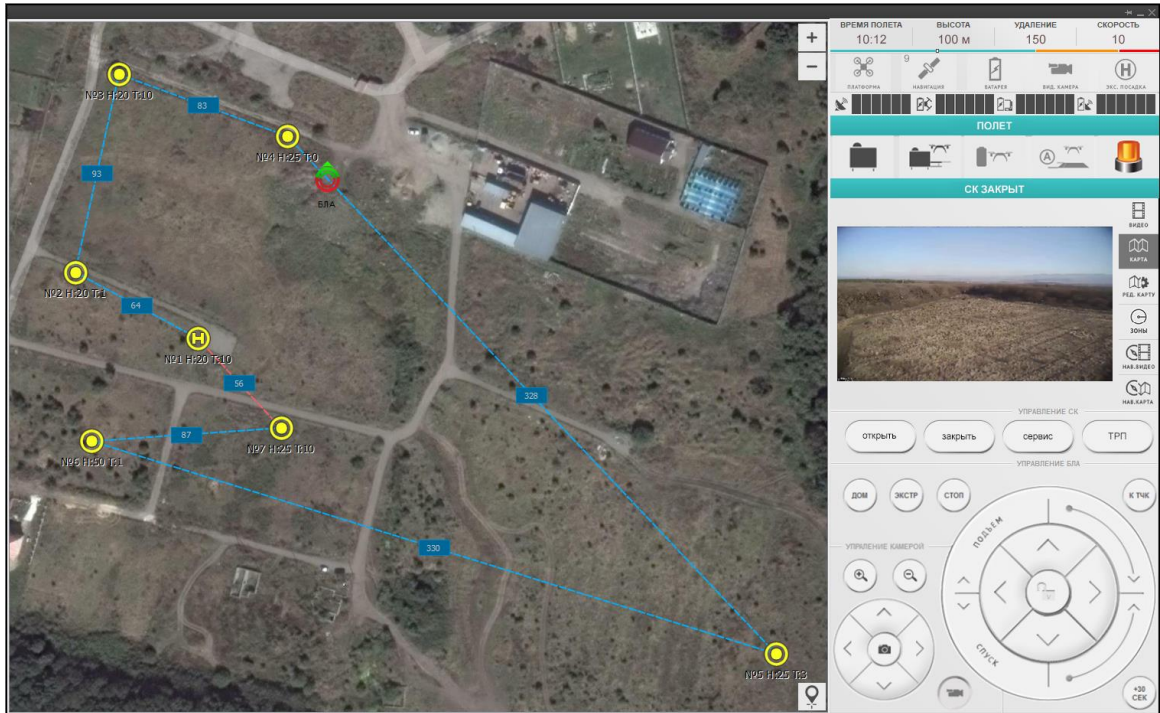 ВРЕМЯ ПОЛЕТА ВЫСОТА УДАЛЕНИЕ СКОРОСТЬ
10:12 100 м 150 10
9
ПЛАТФОРМА НАВИГАЦИЯ БАТАРЕЯ ВИД. КАМЕРА ЭКС. ПОСАДКА
H
ПОЛЕТ
A
СК ЗАКРЫТ
ВИДЕО
КАРТА
РЕД. КАРТУ
ЗОНЫ
НАВ.ВИДЕО
НАВ.КАРТА
УПРАВЛЕНИЕ СК
открыть закрыть сервис ТРП
УПРАВЛЕНИЕ БЛА
ДОМ ЭКСТР СТОП К ТЧК
ПОДЪЕМ
УПРАЛЕНИЕ КАМЕРОЙ
СПУСК
+30
СЕК
+
−
№3 H:20 T:10
83
№4 H:25 T:0
БЛА
93
№2 H:20 T:1
64
H
№1 H:20 T:10
56
328
87
№6 H:50 T:1
№7 H:25 T:10
330
№5 H:25 T:3